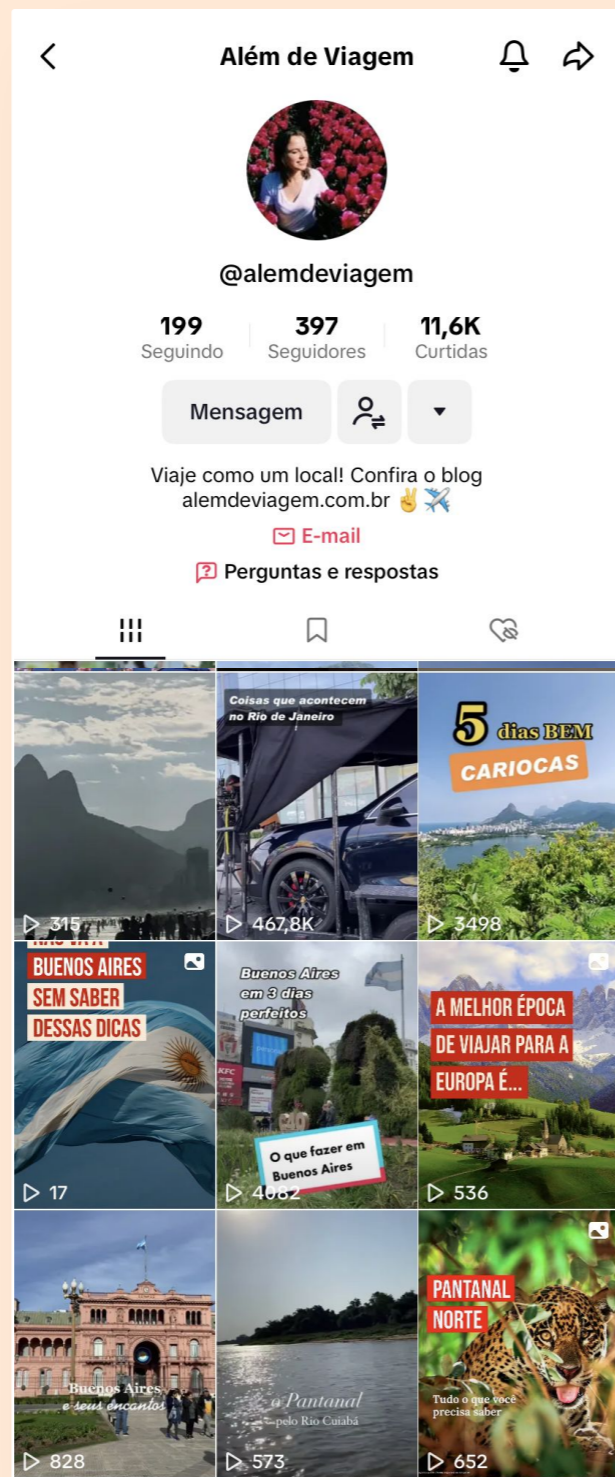 Além de Viagem
@alemdeviagem
199
397
11,6K
Seguindo
Seguidores
Curtidas
Mensagem
Viaje como um local! Confira o blog
alemdeviagem.com.br ✌️✈️
E-mail
Perguntas e respostas
315
Coisas que acontecem
no Rio de Janeiro
467,8K
5 dias BEM
CARIOCAS
3498
NÃO VÁ A
BUENOS AIRES
SEM SABER
DESSAS DICAS
17
Buenos Aires
em 3 dias
perfeitos
KFC
O que fazer em
Buenos Aires
4082
A MELHOR ÉPOCA
DE VIAJAR PARA A
EUROPA É...
536
Buenos Aires
e seus encantos
828
o Pantanal
pelo Rio Cuiabá
573
PANTANAL
NORTE
Tudo o que você
precisa saber
652